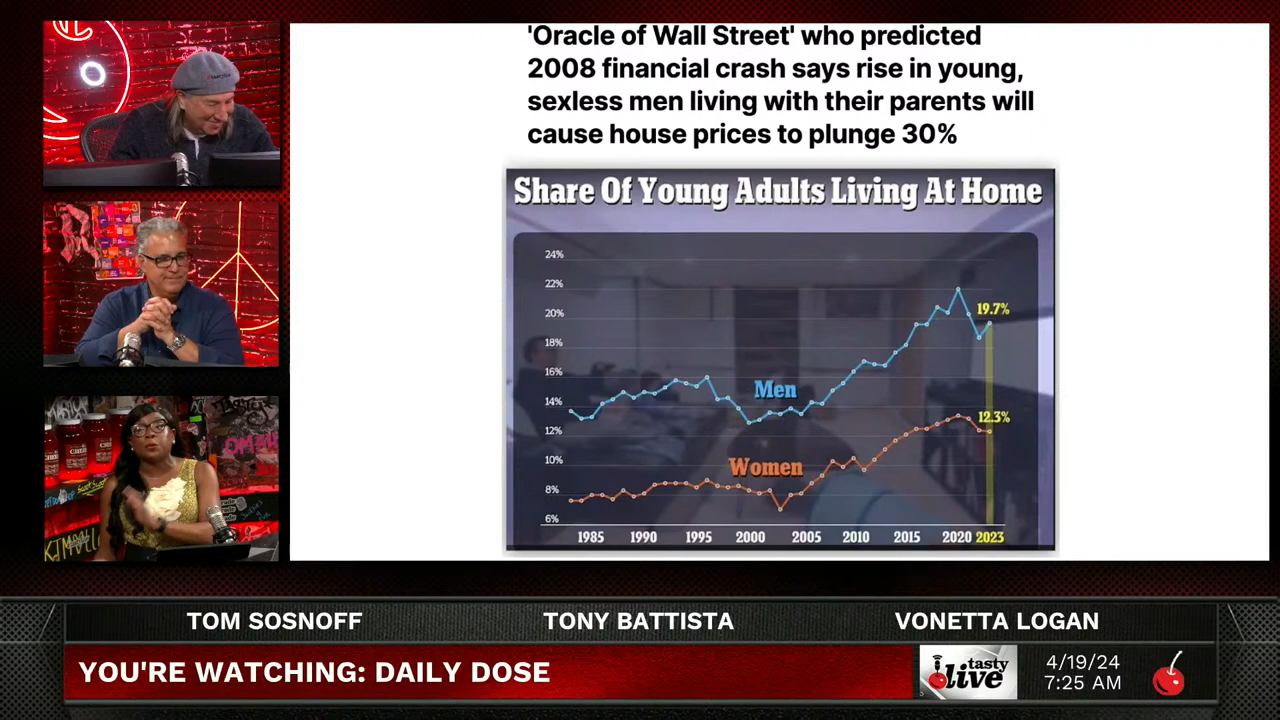 'Oracle of Wall Street' who predicted
2008 financial crash says rise in young,
sexless men living with their parents will
cause house prices to plunge 30%
Share Of Young Adults Living At Home
24%
22%
20%
18%
16%
14%
12%
10%
8%
6%
19.7%
Men
12.3%
Women
1985 1990 1995 2000 2005 2010 2015 2020 2023
TOM SOSNOFF TONY BATTISTA VONETTA LOGAN
YOU'RE WATCHING: DAILY DOSE
tasty
live
4/19/24
7:25 AM